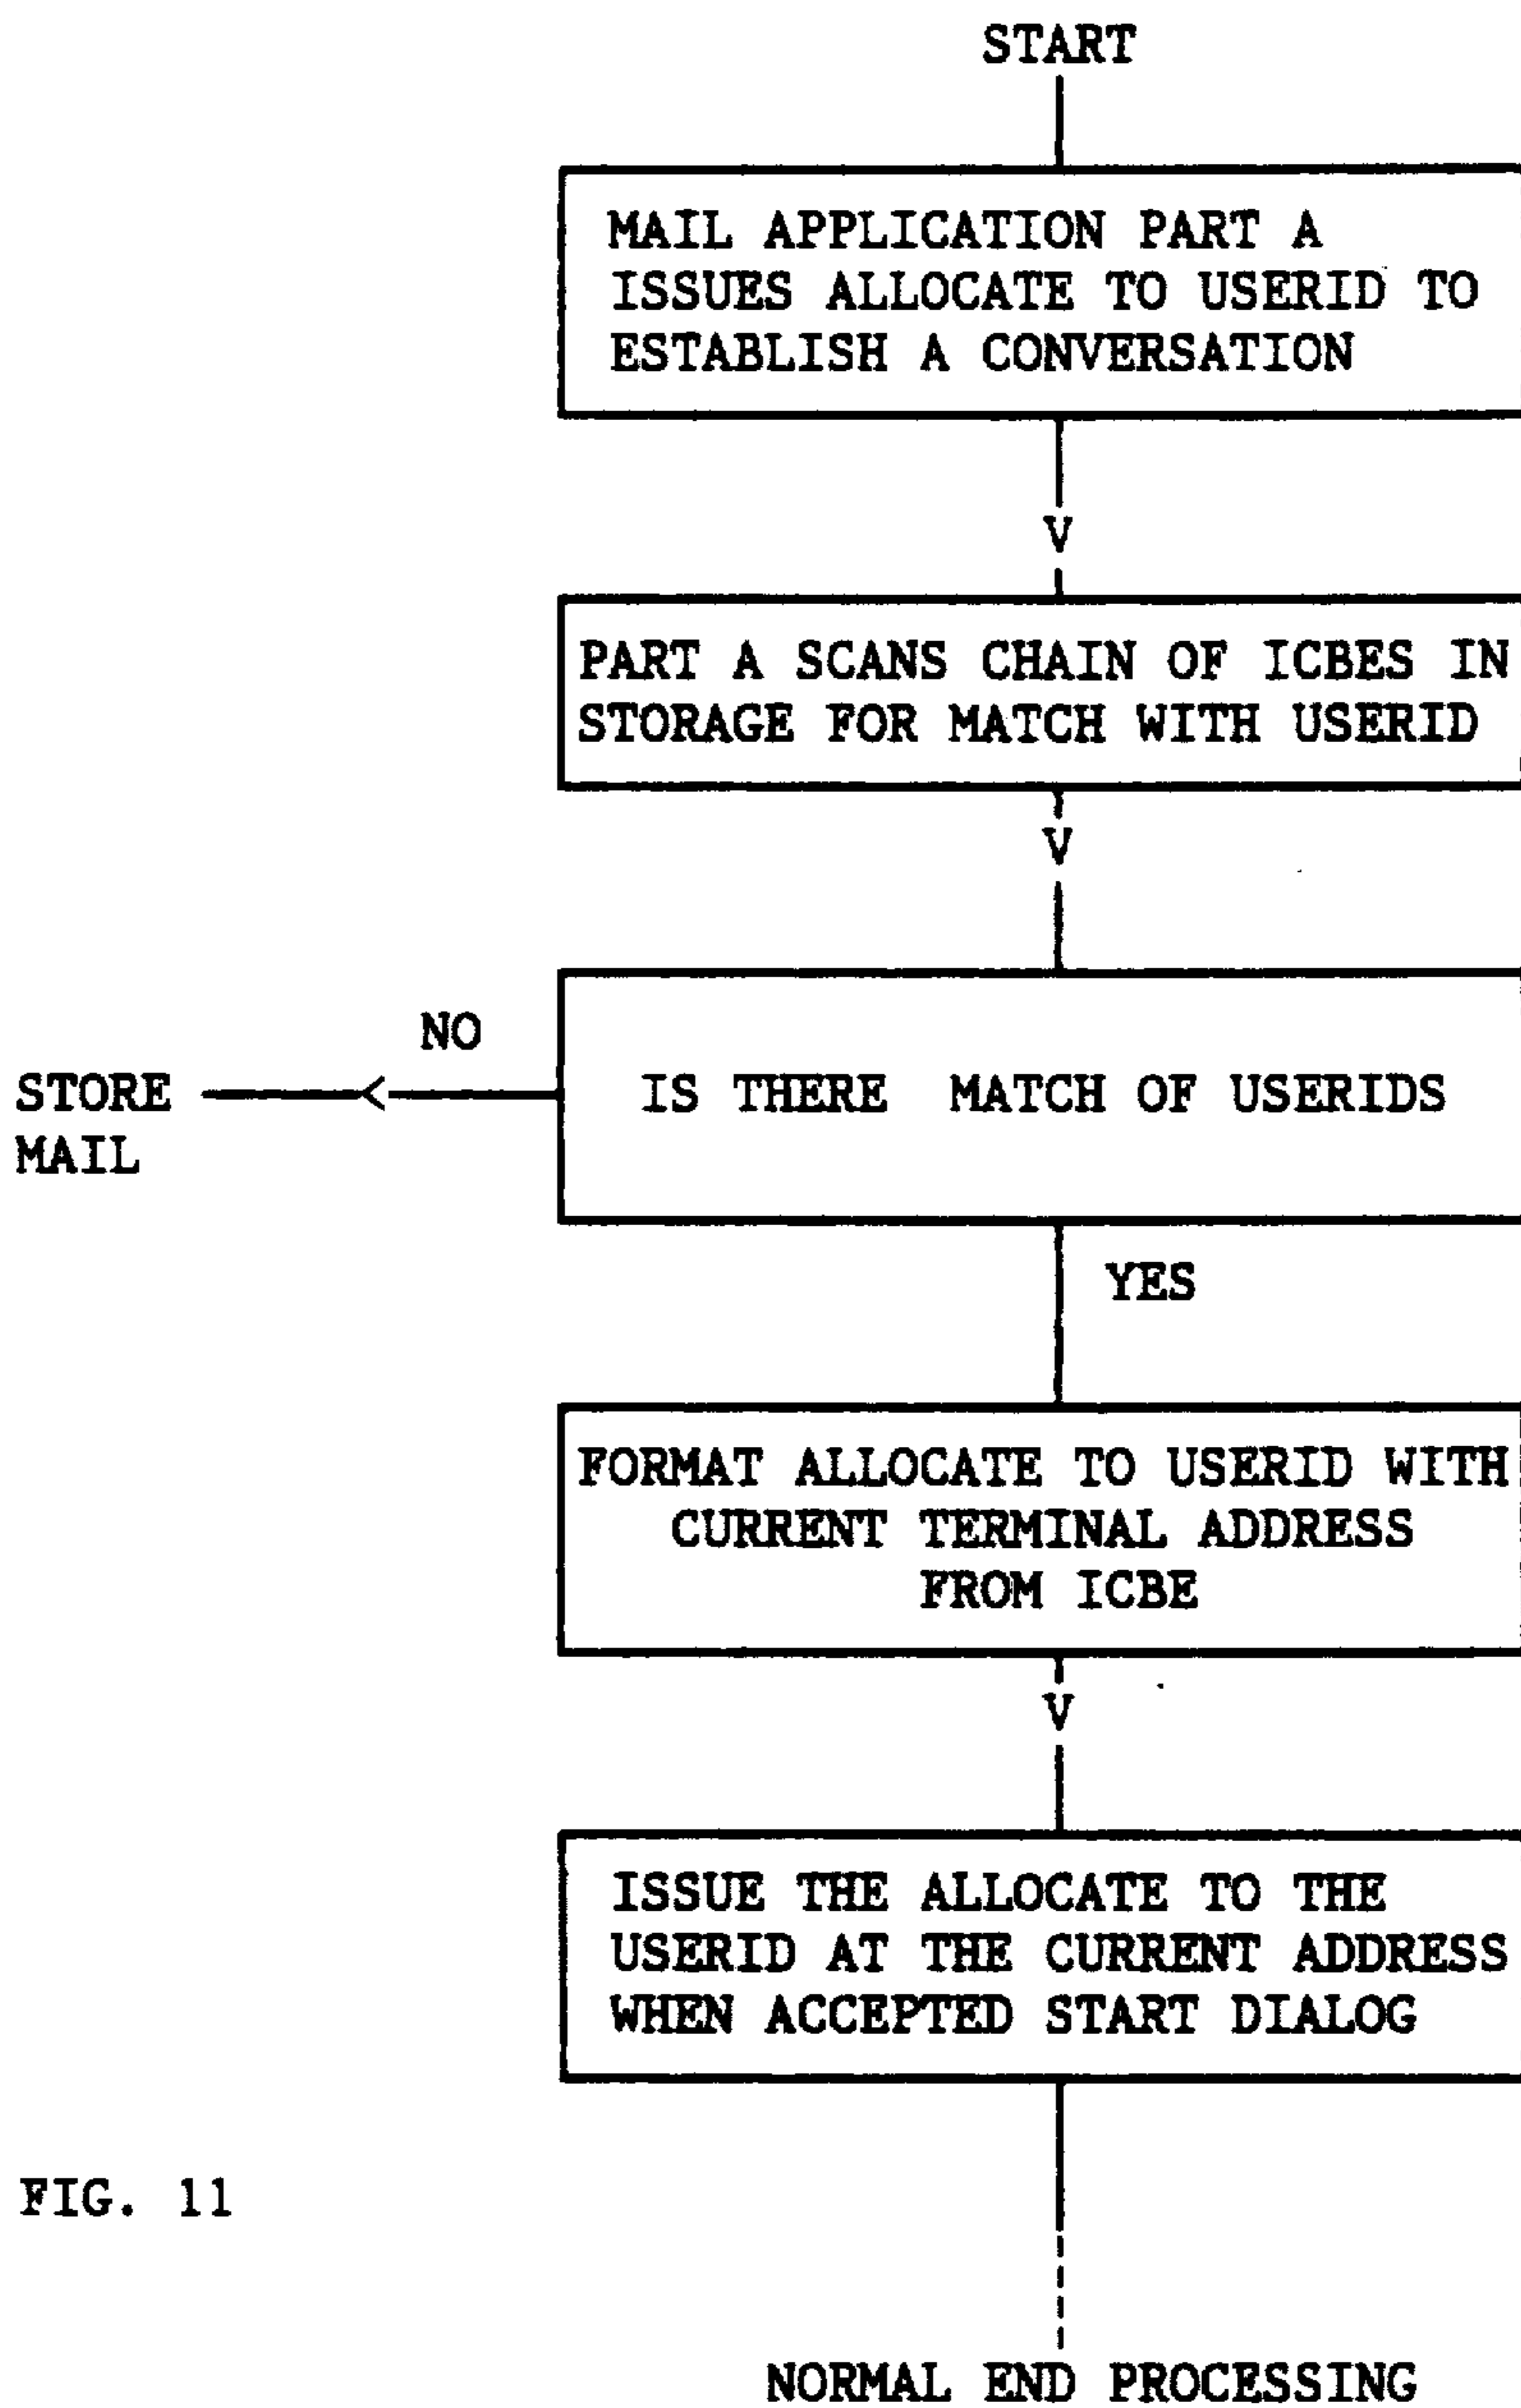 START
MAIL APPLICATION PART A
ISSUES ALLOCATE TO USERID TO
ESTABLISH A CONVERSATION
V
PART A SCANS CHAIN OF ICBES IN
STORAGE FOR MATCH WITH USERID
V
NO
STORE
MAIL
IS THERE MATCH OF USERIDS
YES
FORMAT ALLOCATE TO USERID WITH
CURRENT TERMINAL ADDRESS
FROM ICBE
V
ISSUE THE ALLOCATE TO THE
USERID AT THE CURRENT ADDRESS
WHEN ACCEPTED START DIALOG
FIG. 11
NORMAL END PROCESSING